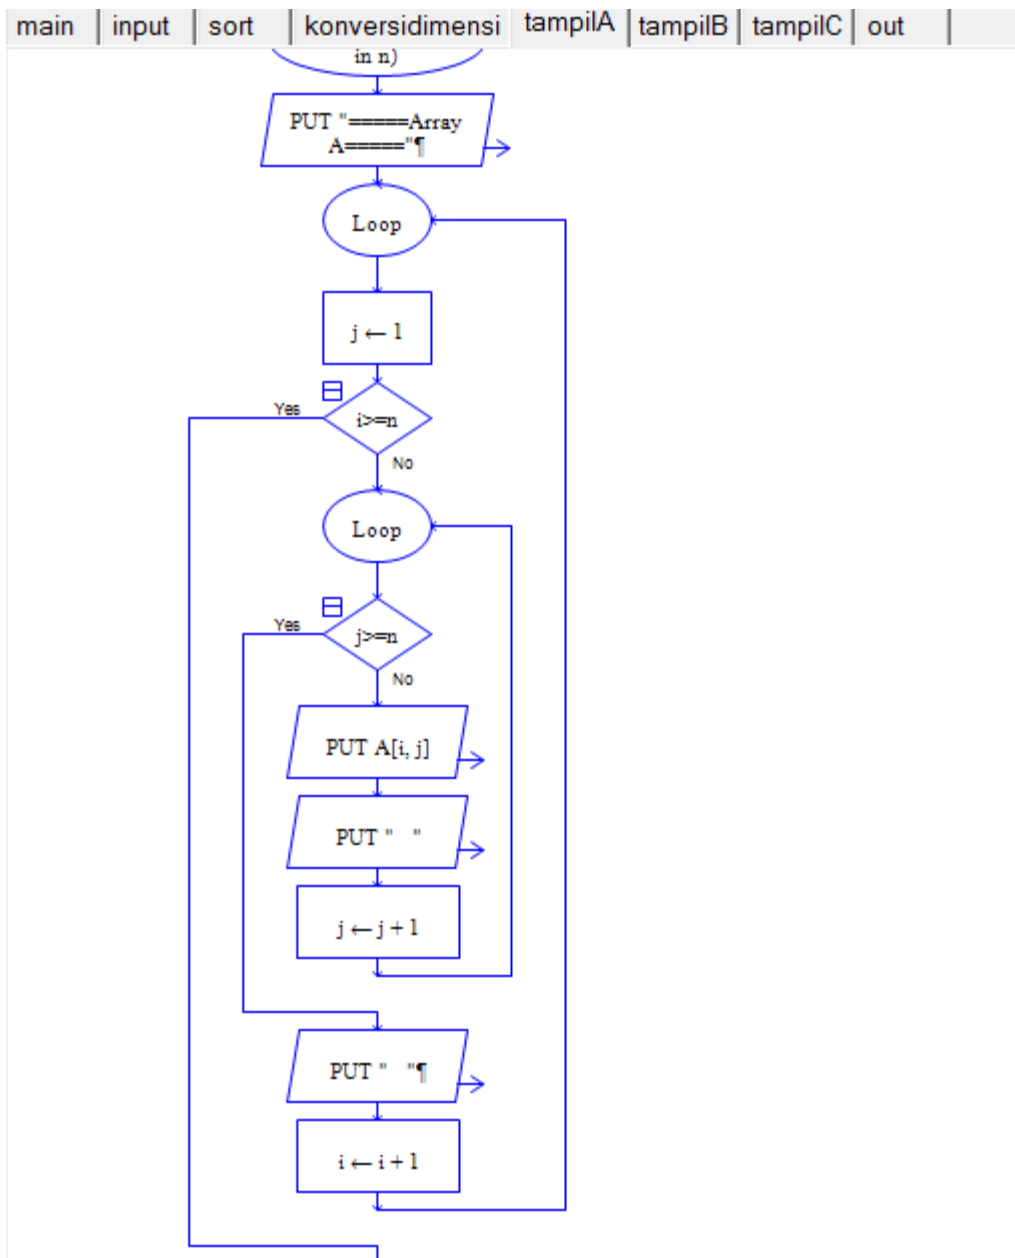 main input sort konversidimensi tampilA tampilB tampilC out
in n)
PUT "=====Array
A====="¶
Loop
j ← 1
Yes
i>=n
No
Loop
Yes
j>=n
No
PUT A[i, j]
PUT "   "
j ← j + 1
PUT "   "¶
i ← i + 1